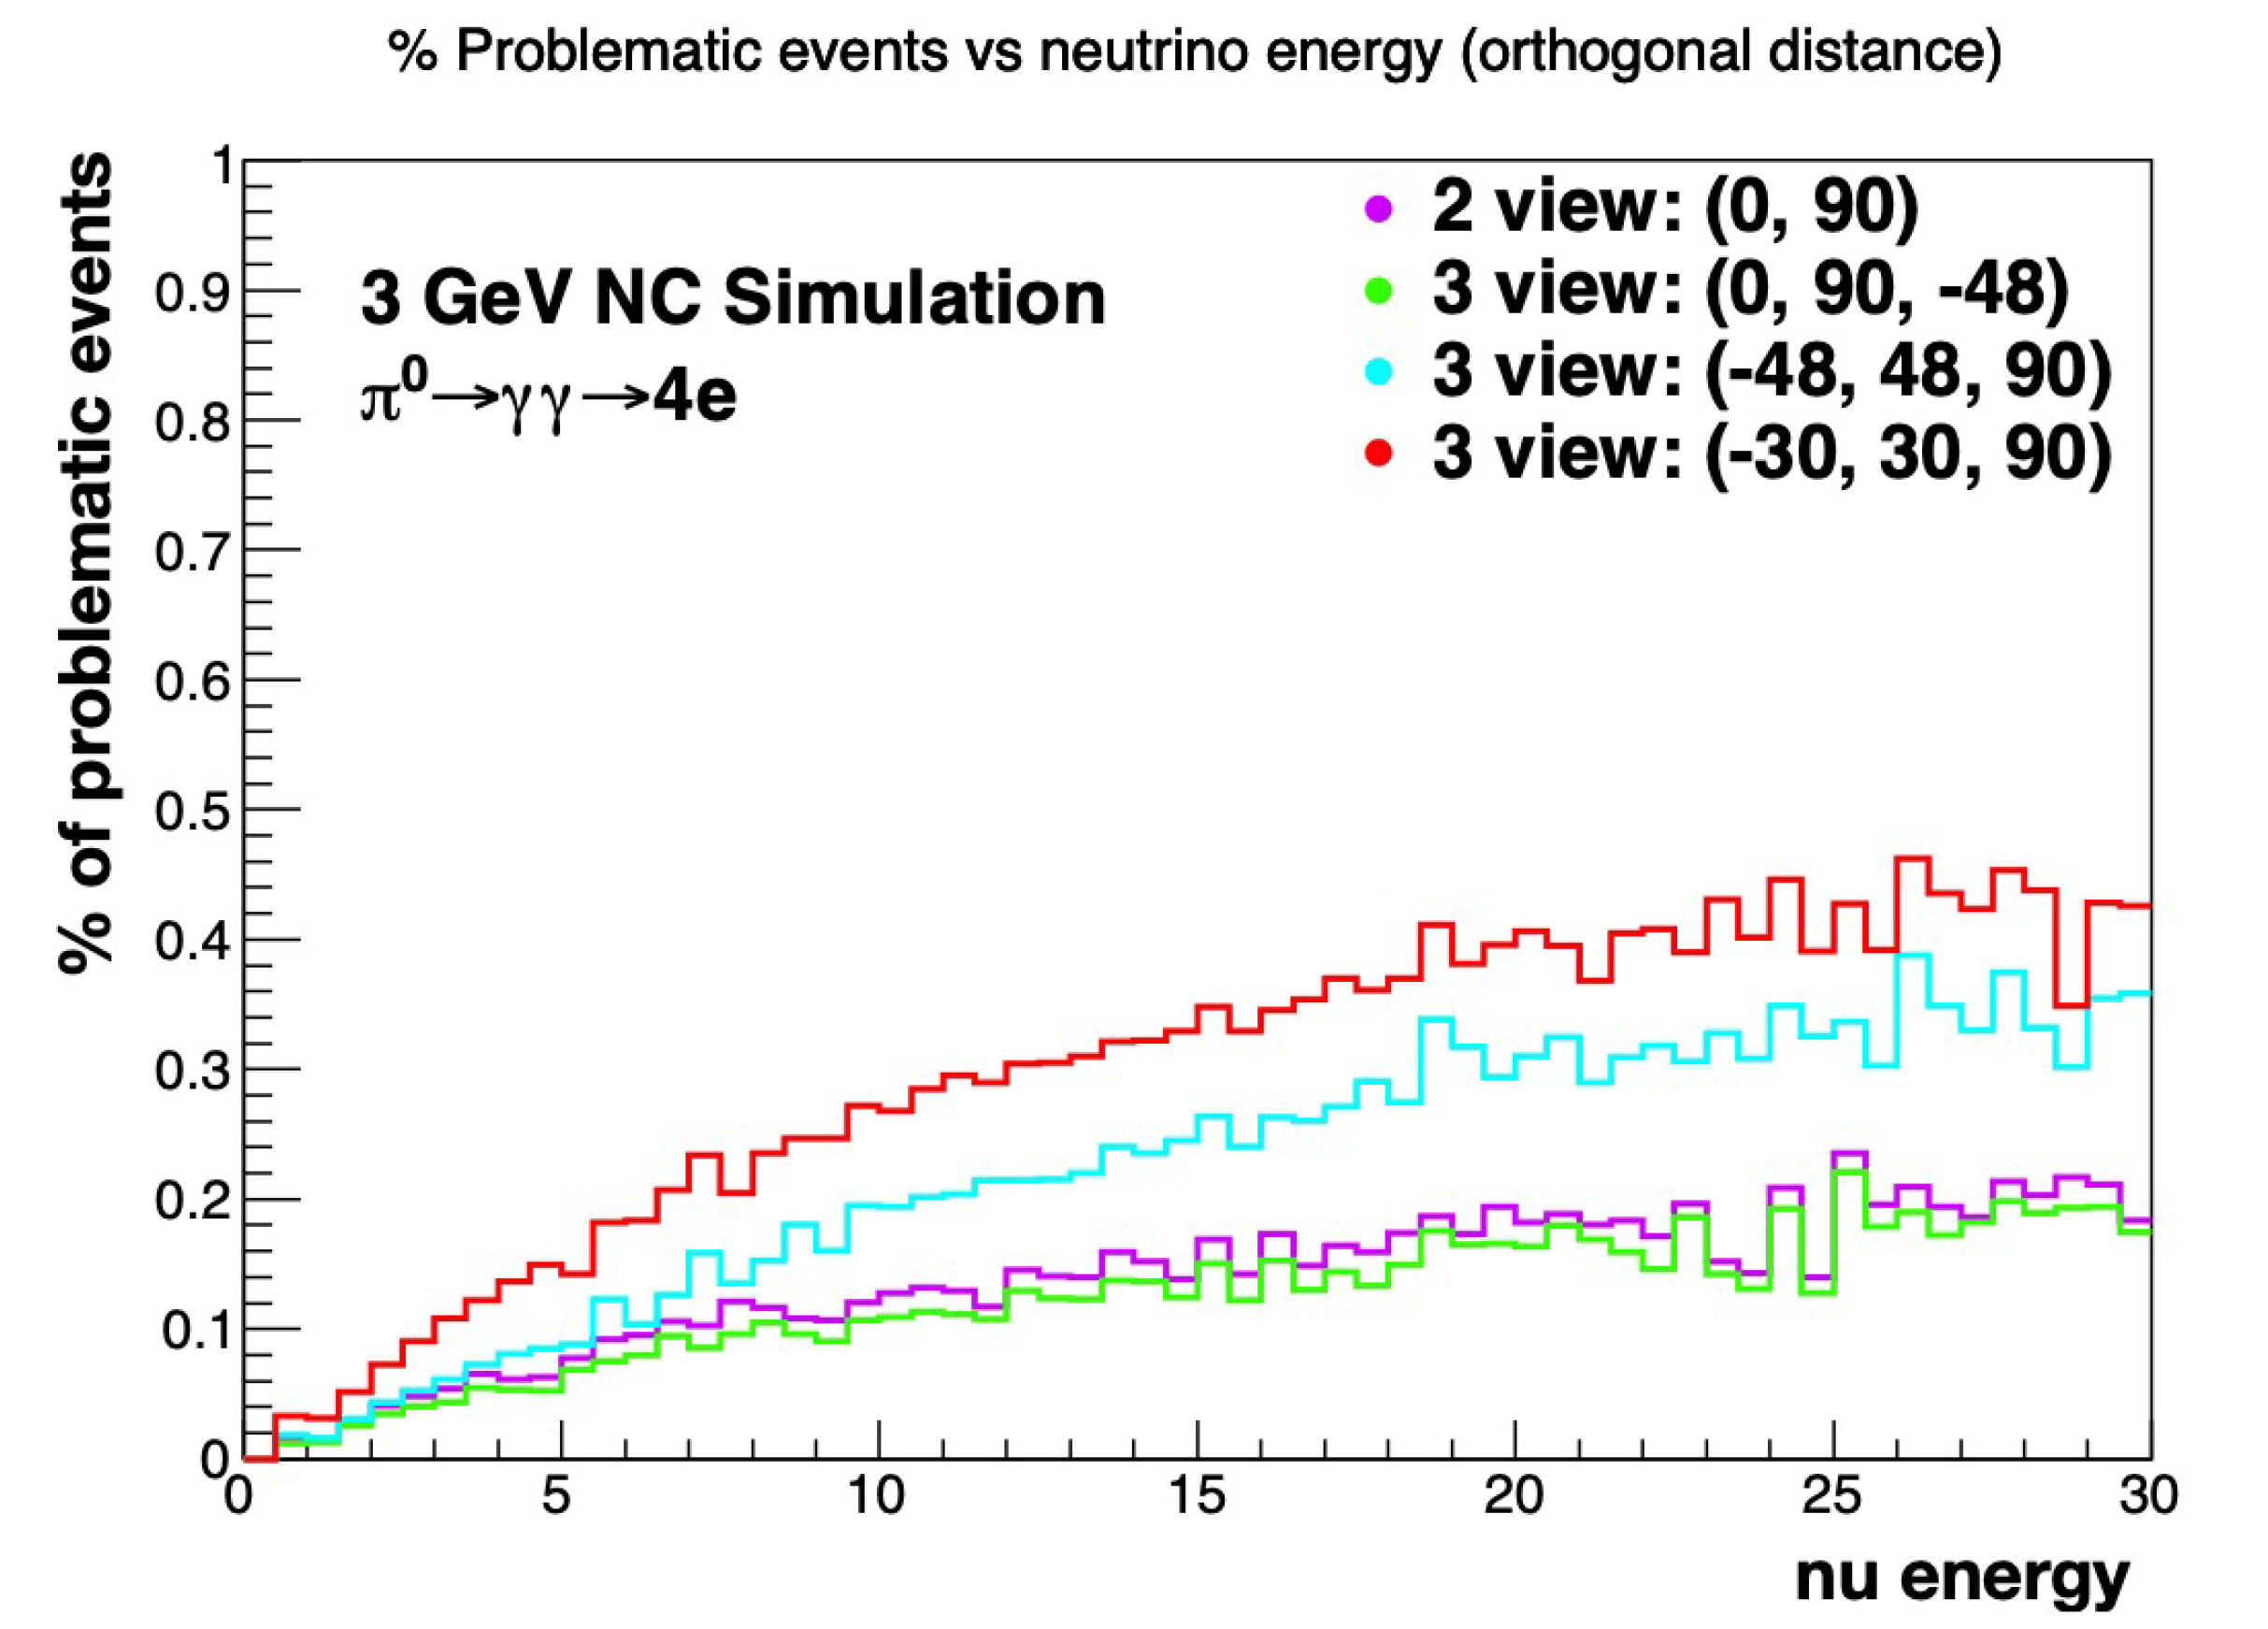 % Problematic events vs neutrino energy (orthogonal distance)
% of problematic events
1
0.9
0.8
0.7
0.6
0.5
0.4
0.3
0.2
0.1
0
3 GeV NC Simulation
π⁰→γγ→4e
2 view: (0, 90)
3 view: (0, 90, -48)
3 view: (-48, 48, 90)
3 view: (-30, 30, 90)
0 5 10 15 20 25 30
nu energy